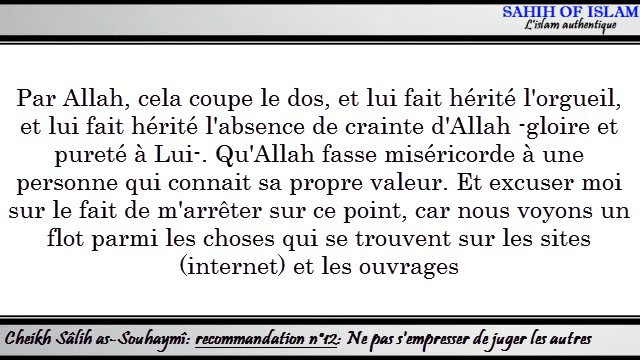 SAHIH OF ISLAM
L'islam authentique
Par Allah, cela coupe le dos, et lui fait hérité l'orgueil,
et lui fait hérité l'absence de crainte d'Allah -gloire et
pureté à Lui-. Qu'Allah fasse miséricorde à une
personne qui connait sa propre valeur. Et excuser moi
sur le fait de m'arrêter sur ce point, car nous voyons un
flot parmi les choses qui se trouvent sur les sites
(internet) et les ouvrages
Cheikh Sâlih as-Souhaymî: recommandation n°12: Ne pas s'empresser de juger les autres